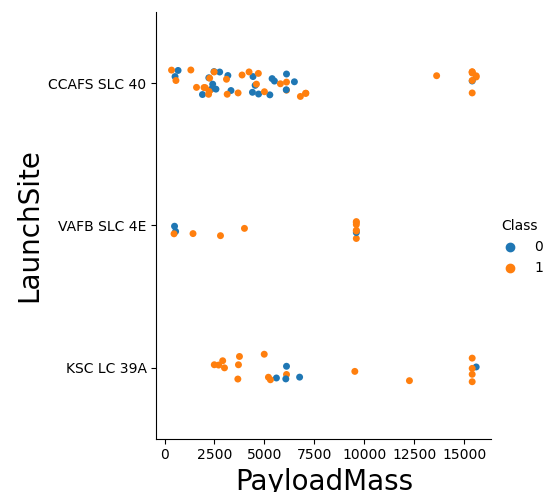 CCAFS SLC 40
VAFB SLC 4E
KSC LC 39A
LaunchSite
0
2500
5000
7500
10000
12500
15000
PayloadMass
Class
0
1